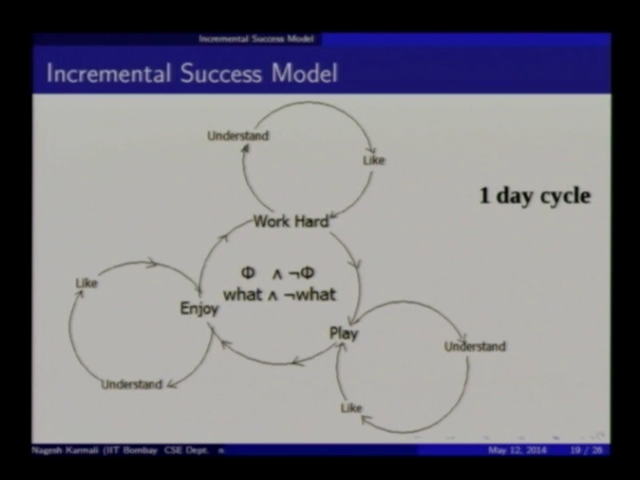 Incremental Success Model
Incremental Success Model
Understand
Like
1 day cycle
Work Hard
Φ ∧ ¬Φ
what ∧ ¬what
Like
Enjoy
Play
Understand
Understand
Like
Nagesh Karmali (IIT Bombay CSE Dept.
May 12, 2014
19 / 26